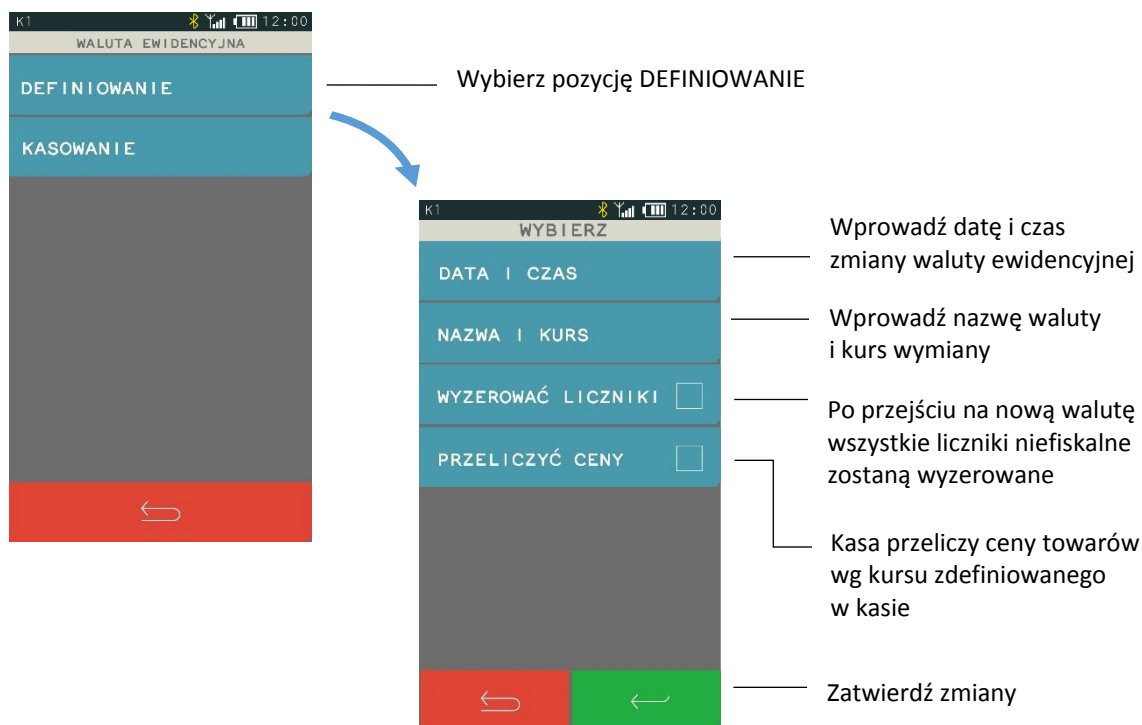 K1 12:00
WALUTA EWIDENCYJNA
DEFINIOWANIE
KASOWANIE
Wybierz pozycję DEFINIOWANIE
K1 12:00
WYBIERZ
DATA I CZAS
NAZWA I KURS
WYZEROWAĆ LICZNIKI
PRZELICZYĆ CENY
Wprowadź datę i czas
zmiany waluty ewidencyjnej
Wprowadź nazwę waluty
i kurs wymiany
Po przejściu na nową walutę
wszystkie liczniki niefiskalne
zostaną wyzerowane
Kasa przeliczy ceny towarów
wg kursu zdefiniowanego
w kasie
Zatwierdź zmiany